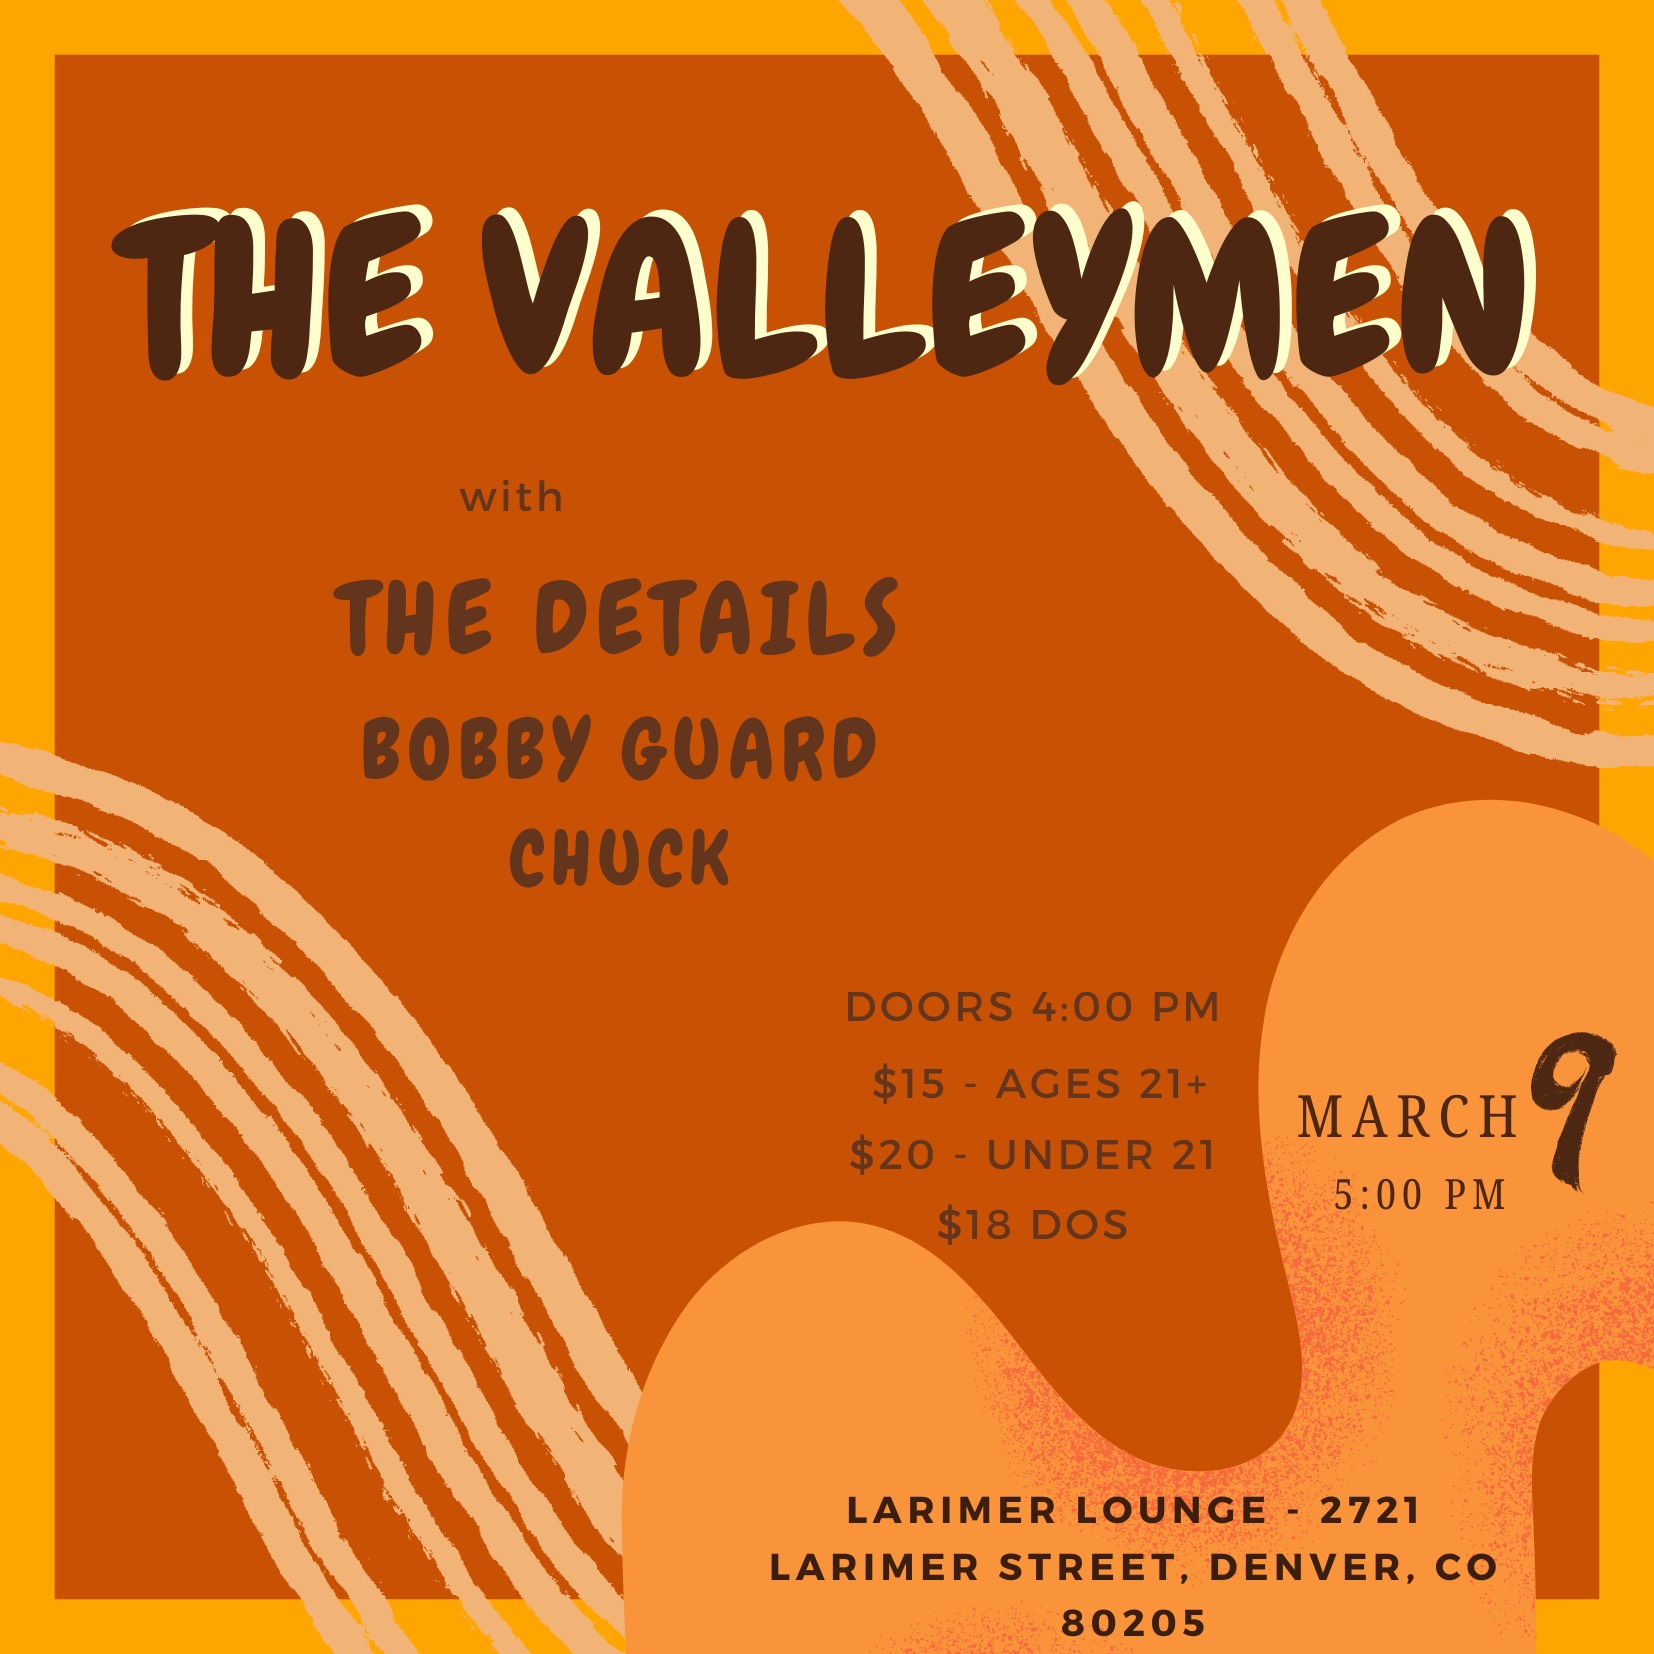 THE VALLEYMEN
with
THE DETAILS
BOBBY GUARD
CHUCK
DOORS 4:00 PM
$15 - AGES 21+
$20 - UNDER 21
$18 DOS
MARCH 9
5:00 PM
LARIMER LOUNGE - 2721
LARIMER STREET, DENVER, CO
80205